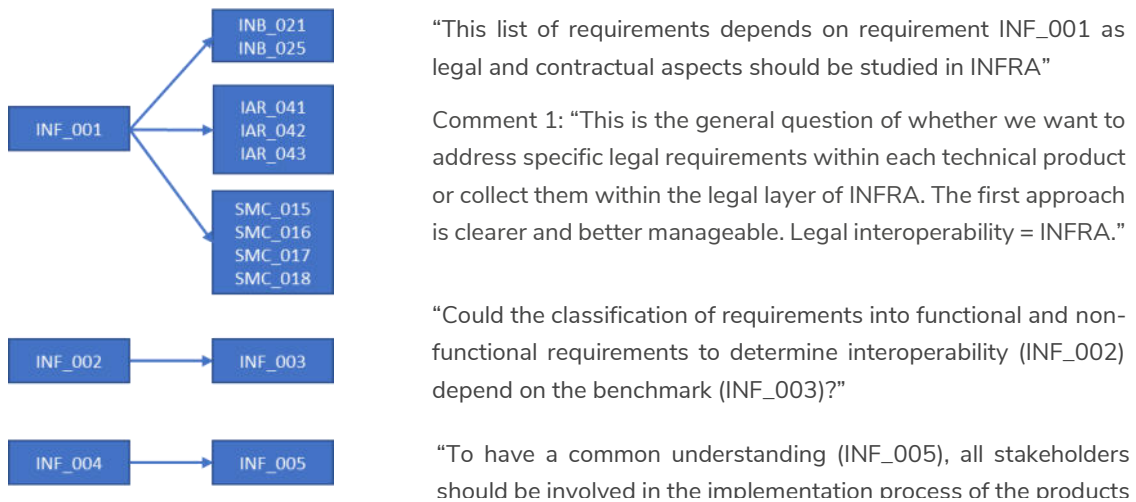 INB_021
INB_025
INF_001
IAR_041
IAR_042
IAR_043
SMC_015
SMC_016
SMC_017
SMC_018
“This list of requirements depends on requirement INF_001 as
legal and contractual aspects should be studied in INFRA”
Comment 1: “This is the general question of whether we want to
address specific legal requirements within each technical product
or collect them within the legal layer of INFRA. The first approach
is clearer and better manageable. Legal interoperability = INFRA.”
INF_002
INF_003
“Could the classification of requirements into functional and non-
functional requirements to determine interoperability (INF_002)
depend on the benchmark (INF_003)?”
INF_004
INF_005
“To have a common understanding (INF_005), all stakeholders
should be involved in the implementation process of the products